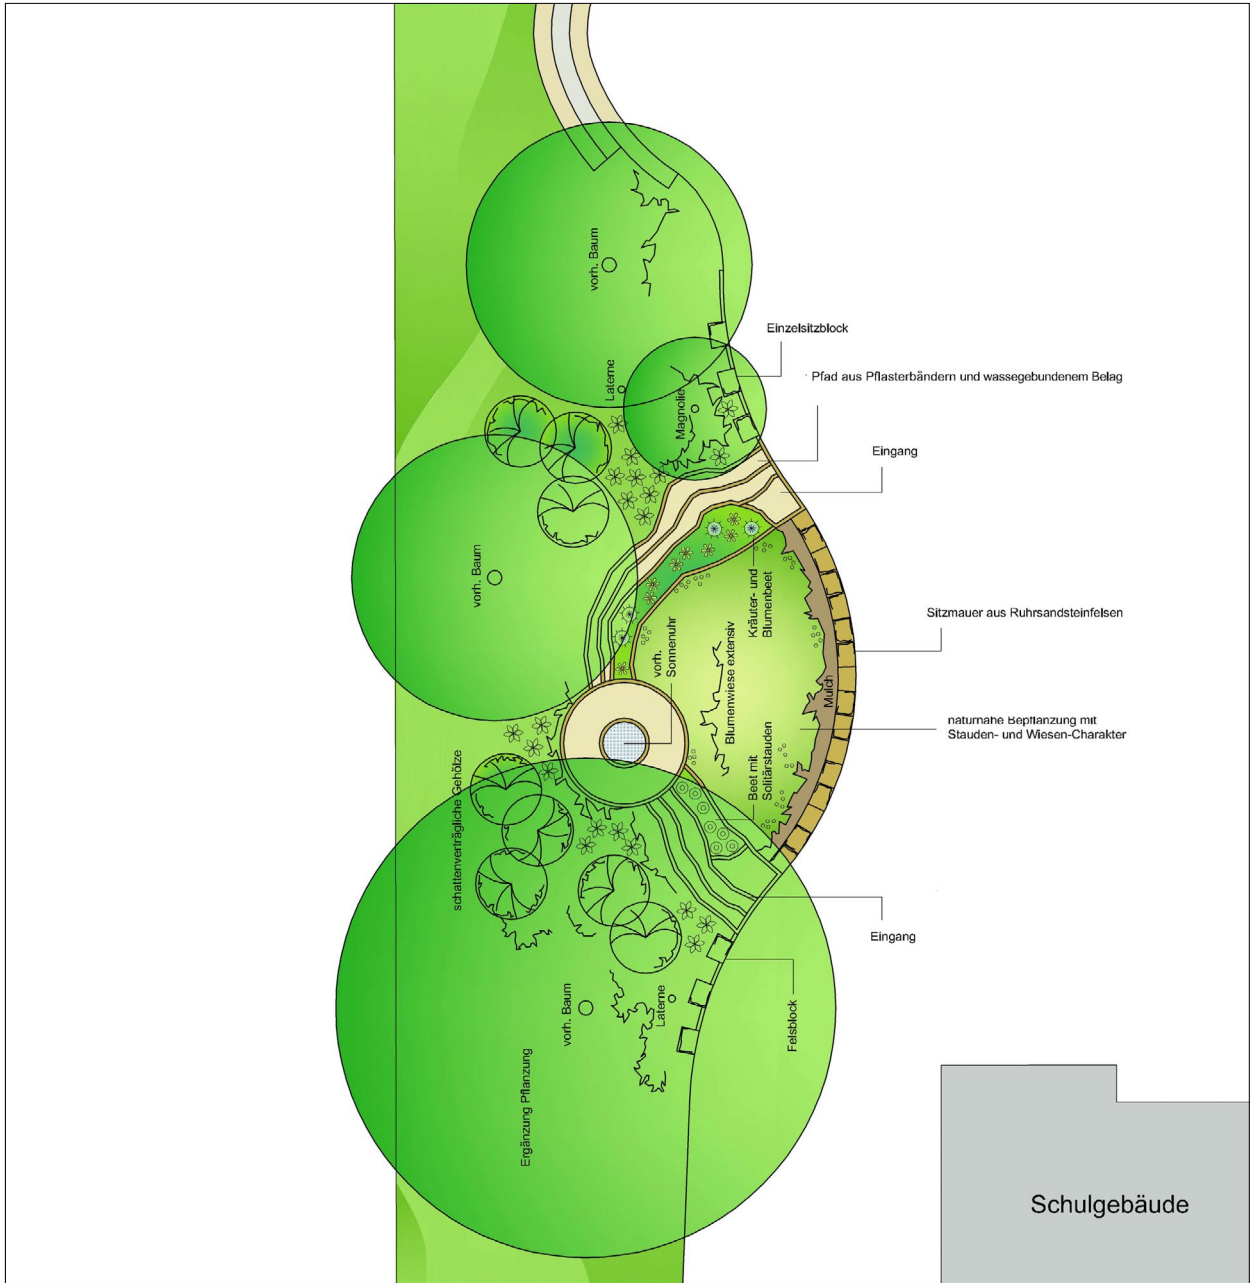 vorh. Baum
Einzelsitzblock
Laterne
Pfad aus Pflasterbändern und wassegebundenem Belag
Magnolie
Eingang
vorh. Baum
Kräuter- und
Blumenbeet
Sitzmauer aus Ruhrsandsteinfelsen
vorh.
Sonnenuhr
Blumenwiese extensiv
Mulch
naturnahe Bepflanzung mit
Stauden- und Wiesen-Charakter
Beet mit
Solitärstauden
schattenverträgliche Gehölze
Eingang
vorh. Baum
Laterne
Felsblock
Ergänzung Pflanzung
Schulgebäude